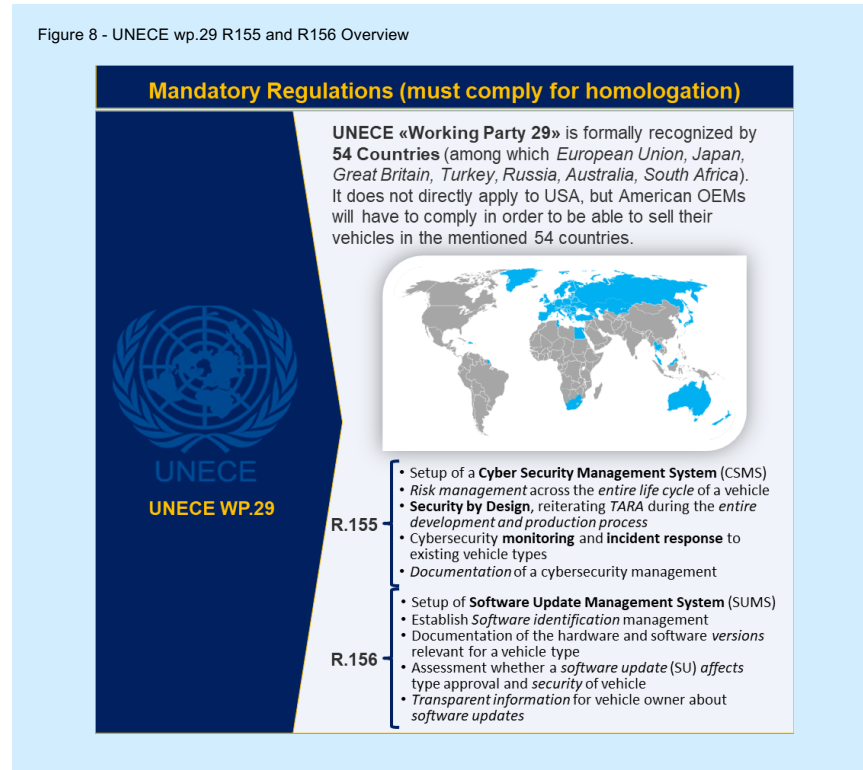 Figure 8 - UNECE wp.29 R155 and R156 Overview
Mandatory Regulations (must comply for homologation)
UNECE «Working Party 29» is formally recognized by
54 Countries (among which European Union, Japan,
Great Britain, Turkey, Russia, Australia, South Africa).
It does not directly apply to USA, but American OEMs
will have to comply in order to be able to sell their
vehicles in the mentioned 54 countries.
UNECE
UNECE WP.29
R.155
• Setup of a Cyber Security Management System (CSMS)
• Risk management across the entire life cycle of a vehicle
• Security by Design, reiterating TARA during the entire
development and production process
• Cybersecurity monitoring and incident response to
existing vehicle types
• Documentation of a cybersecurity management
R.156
• Setup of Software Update Management System (SUMS)
• Establish Software identification management
• Documentation of the hardware and software versions
relevant for a vehicle type
• Assessment whether a software update (SU) affects
type approval and security of vehicle
• Transparent information for vehicle owner about
software updates